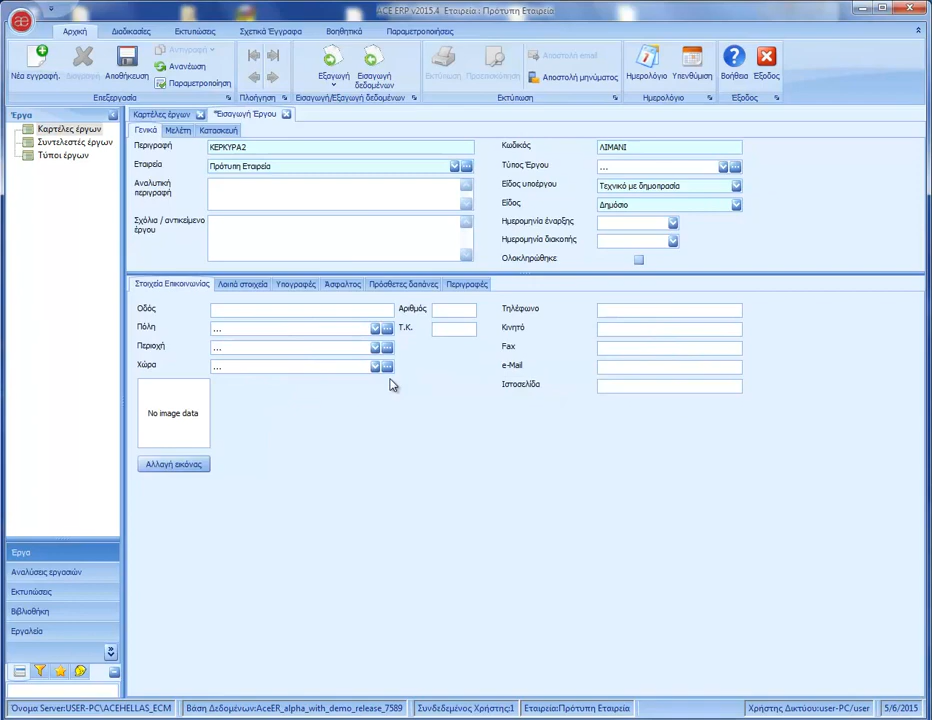 ACE ERP v2015.4 Εταιρεία : Πρότυπη Εταιρεία
Αρχική Διαδικασίες Εκτυπώσεις Σχετικά Έγγραφα Βοηθητικά Παραμετροποιήσεις
Νέα εγγραφή. Διαγραφή Αποθήκευση Αντιγραφή Ανανέωση Παραμετροποίηση
Εξαγωγή Εισαγωγή δεδομένων
Εκτύπωση Προεπισκόπηση Αποστολή email Αποστολή μηνύματος
Ημερολόγιο Υπενθύμιση Βοήθεια Έξοδος
Επεξεργασία Πλοήγηση Εισαγωγή/Εξαγωγή δεδομένων Εκτύπωση Ημερολόγιο Έξοδος
Έργα
Καρτέλες έργων
Συντελεστές έργων
Τύποι έργων
Καρτέλες έργων *Εισαγωγή Έργου
Γενικά Μελέτη Κατασκευή
Περιγραφή ΚΕΡΚΥΡΑ2 Κωδικός ΛΙΜΑΝΙ
Εταιρεία Πρότυπη Εταιρεία Τύπος Έργου ...
Αναλυτική περιγραφή Είδος υποέργου Τεχνικό με δημοπρασία
Είδος Δημόσιο
Σχόλια / αντικείμενο έργου Ημερομηνία έναρξης
Ημερομηνία διακοπής
Ολοκληρώθηκε
Στοιχεία Επικοινωνίας Λοιπά στοιχεία Υπογραφές Άσφαλτος Πρόσθετες δαπάνες Περιγραφές
Οδός Αριθμός Τηλέφωνο
Πόλη ... Τ.Κ. Κινητό
Περιοχή ... Fax
Χώρα ... e-Mail
Ιστοσελίδα
No image data
Αλλαγή εικόνας
Έργα
Αναλύσεις εργασιών
Εκτυπώσεις
Βιβλιοθήκη
Εργαλεία
Όνομα Server:USER-PC\ACEHELLAS_ECM Βάση Δεδομένων:AceER_alpha_with_demo_release_7589 Συνδεδεμένοι Χρήστες:1 Εταιρεία:Πρότυπη Εταιρεία Χρήστης Δικτύου:user-PC/user 5/6/2015